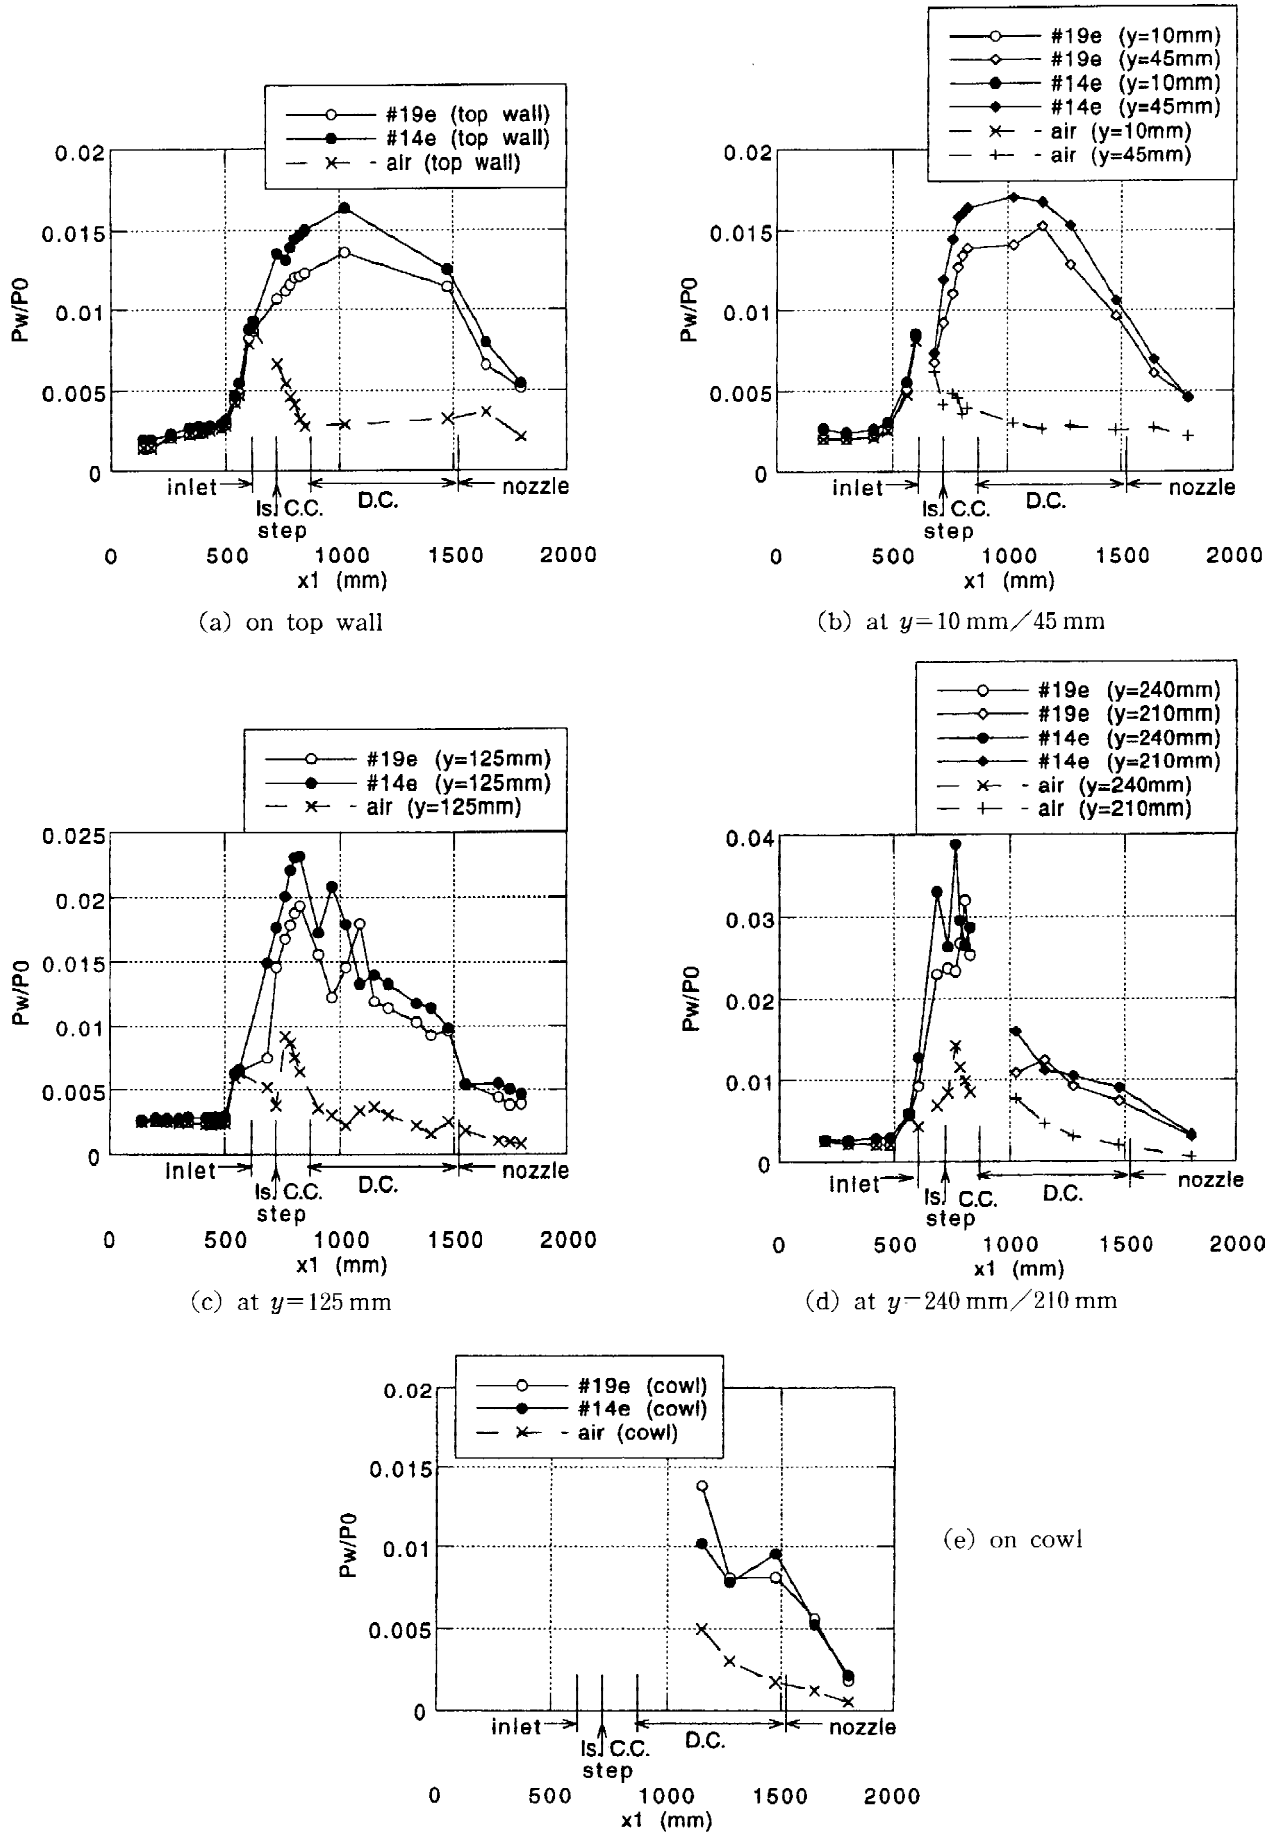 #19e (top wall)
#14e (top wall)
air (top wall)
0.02
0.015
0.01
0.005
0
Pw/P0
inlet
Is.
C.C.
step
D.C.
nozzle
0 500 1000 1500 2000
x1 (mm)
(a) on top wall
#19e (y=10mm)
#19e (y=45mm)
#14e (y=10mm)
#14e (y=45mm)
air (y=10mm)
air (y=45mm)
0.02
0.015
0.01
0.005
0
Pw/P0
inlet
Is.
C.C.
step
D.C.
nozzle
0 500 1000 1500 2000
x1 (mm)
(b) at y=10 mm/45 mm
#19e (y=125mm)
#14e (y=125mm)
air (y=125mm)
0.025
0.02
0.015
0.01
0.005
0
Pw/P0
inlet
Is.
C.C.
step
D.C.
nozzle
0 500 1000 1500 2000
x1 (mm)
(c) at y=125 mm
#19e (y=240mm)
#19e (y=210mm)
#14e (y=240mm)
#14e (y=210mm)
air (y=240mm)
air (y=210mm)
0.04
0.03
0.02
0.01
0
Pw/P0
inlet
Is.
C.C.
step
D.C.
nozzle
0 500 1000 1500 2000
x1 (mm)
(d) at y=240 mm/210 mm
#19e (cowl)
#14e (cowl)
air (cowl)
0.02
0.015
0.01
0.005
0
Pw/P0
inlet
Is.
C.C.
step
D.C.
nozzle
0 500 1000 1500 2000
x1 (mm)
(e) on cowl